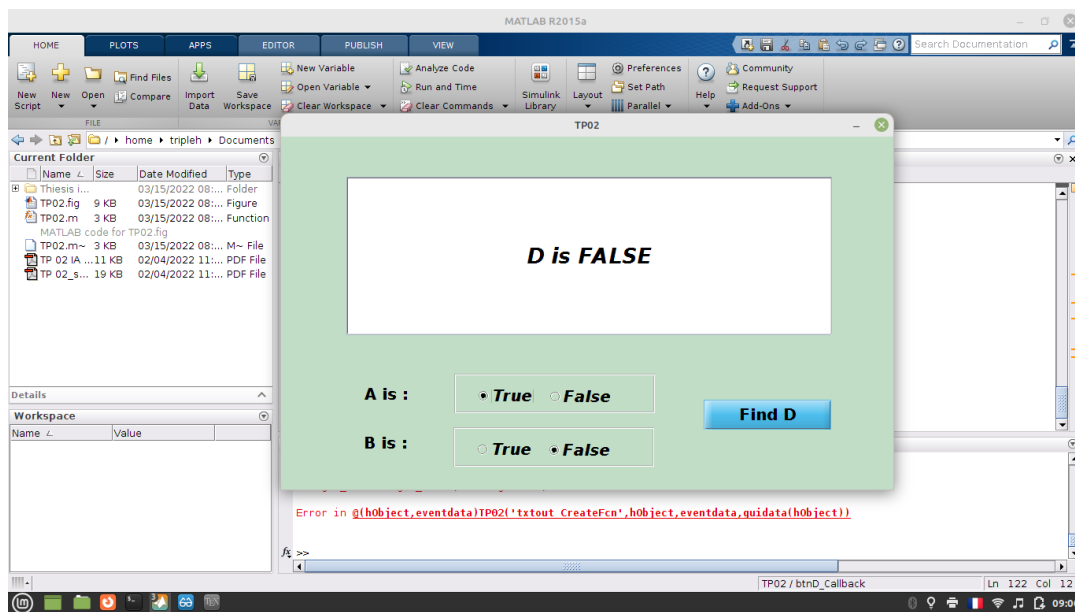 MATLAB R2015a
HOME PLOTS APPS EDITOR PUBLISH VIEW
Search Documentation
New Script
New
Open
Find Files
Compare
Import Data
Save Workspace
New Variable
Open Variable
Clear Workspace
Analyze Code
Run and Time
Clear Commands
Simulink Library
Layout
Preferences
Set Path
Parallel
Help
Community
Request Support
Add-Ons
FILE
/ home tripleh Documents
Current Folder
Name Size Date Modified Type
Thiesis i... 03/15/2022 08:... Folder
TP02.fig 9 KB 03/15/2022 08:... Figure
TP02.m 3 KB 03/15/2022 08:... Function
MATLAB code for TP02.fig
TP02.m~ 3 KB 03/15/2022 08:... M~ File
TP 02 IA ... 11 KB 02/04/2022 11:... PDF File
TP 02_s... 19 KB 02/04/2022 11:... PDF File
Details
Workspace
Name Value
TP02
D is FALSE
A is : True False
Find D
B is : True False
Error in @(hObject,eventdata)TP02('txtout_CreateFcn',hObject,eventdata,guidata(hObject))
fx >>
TP02 / btnD_Callback Ln 122 Col 12